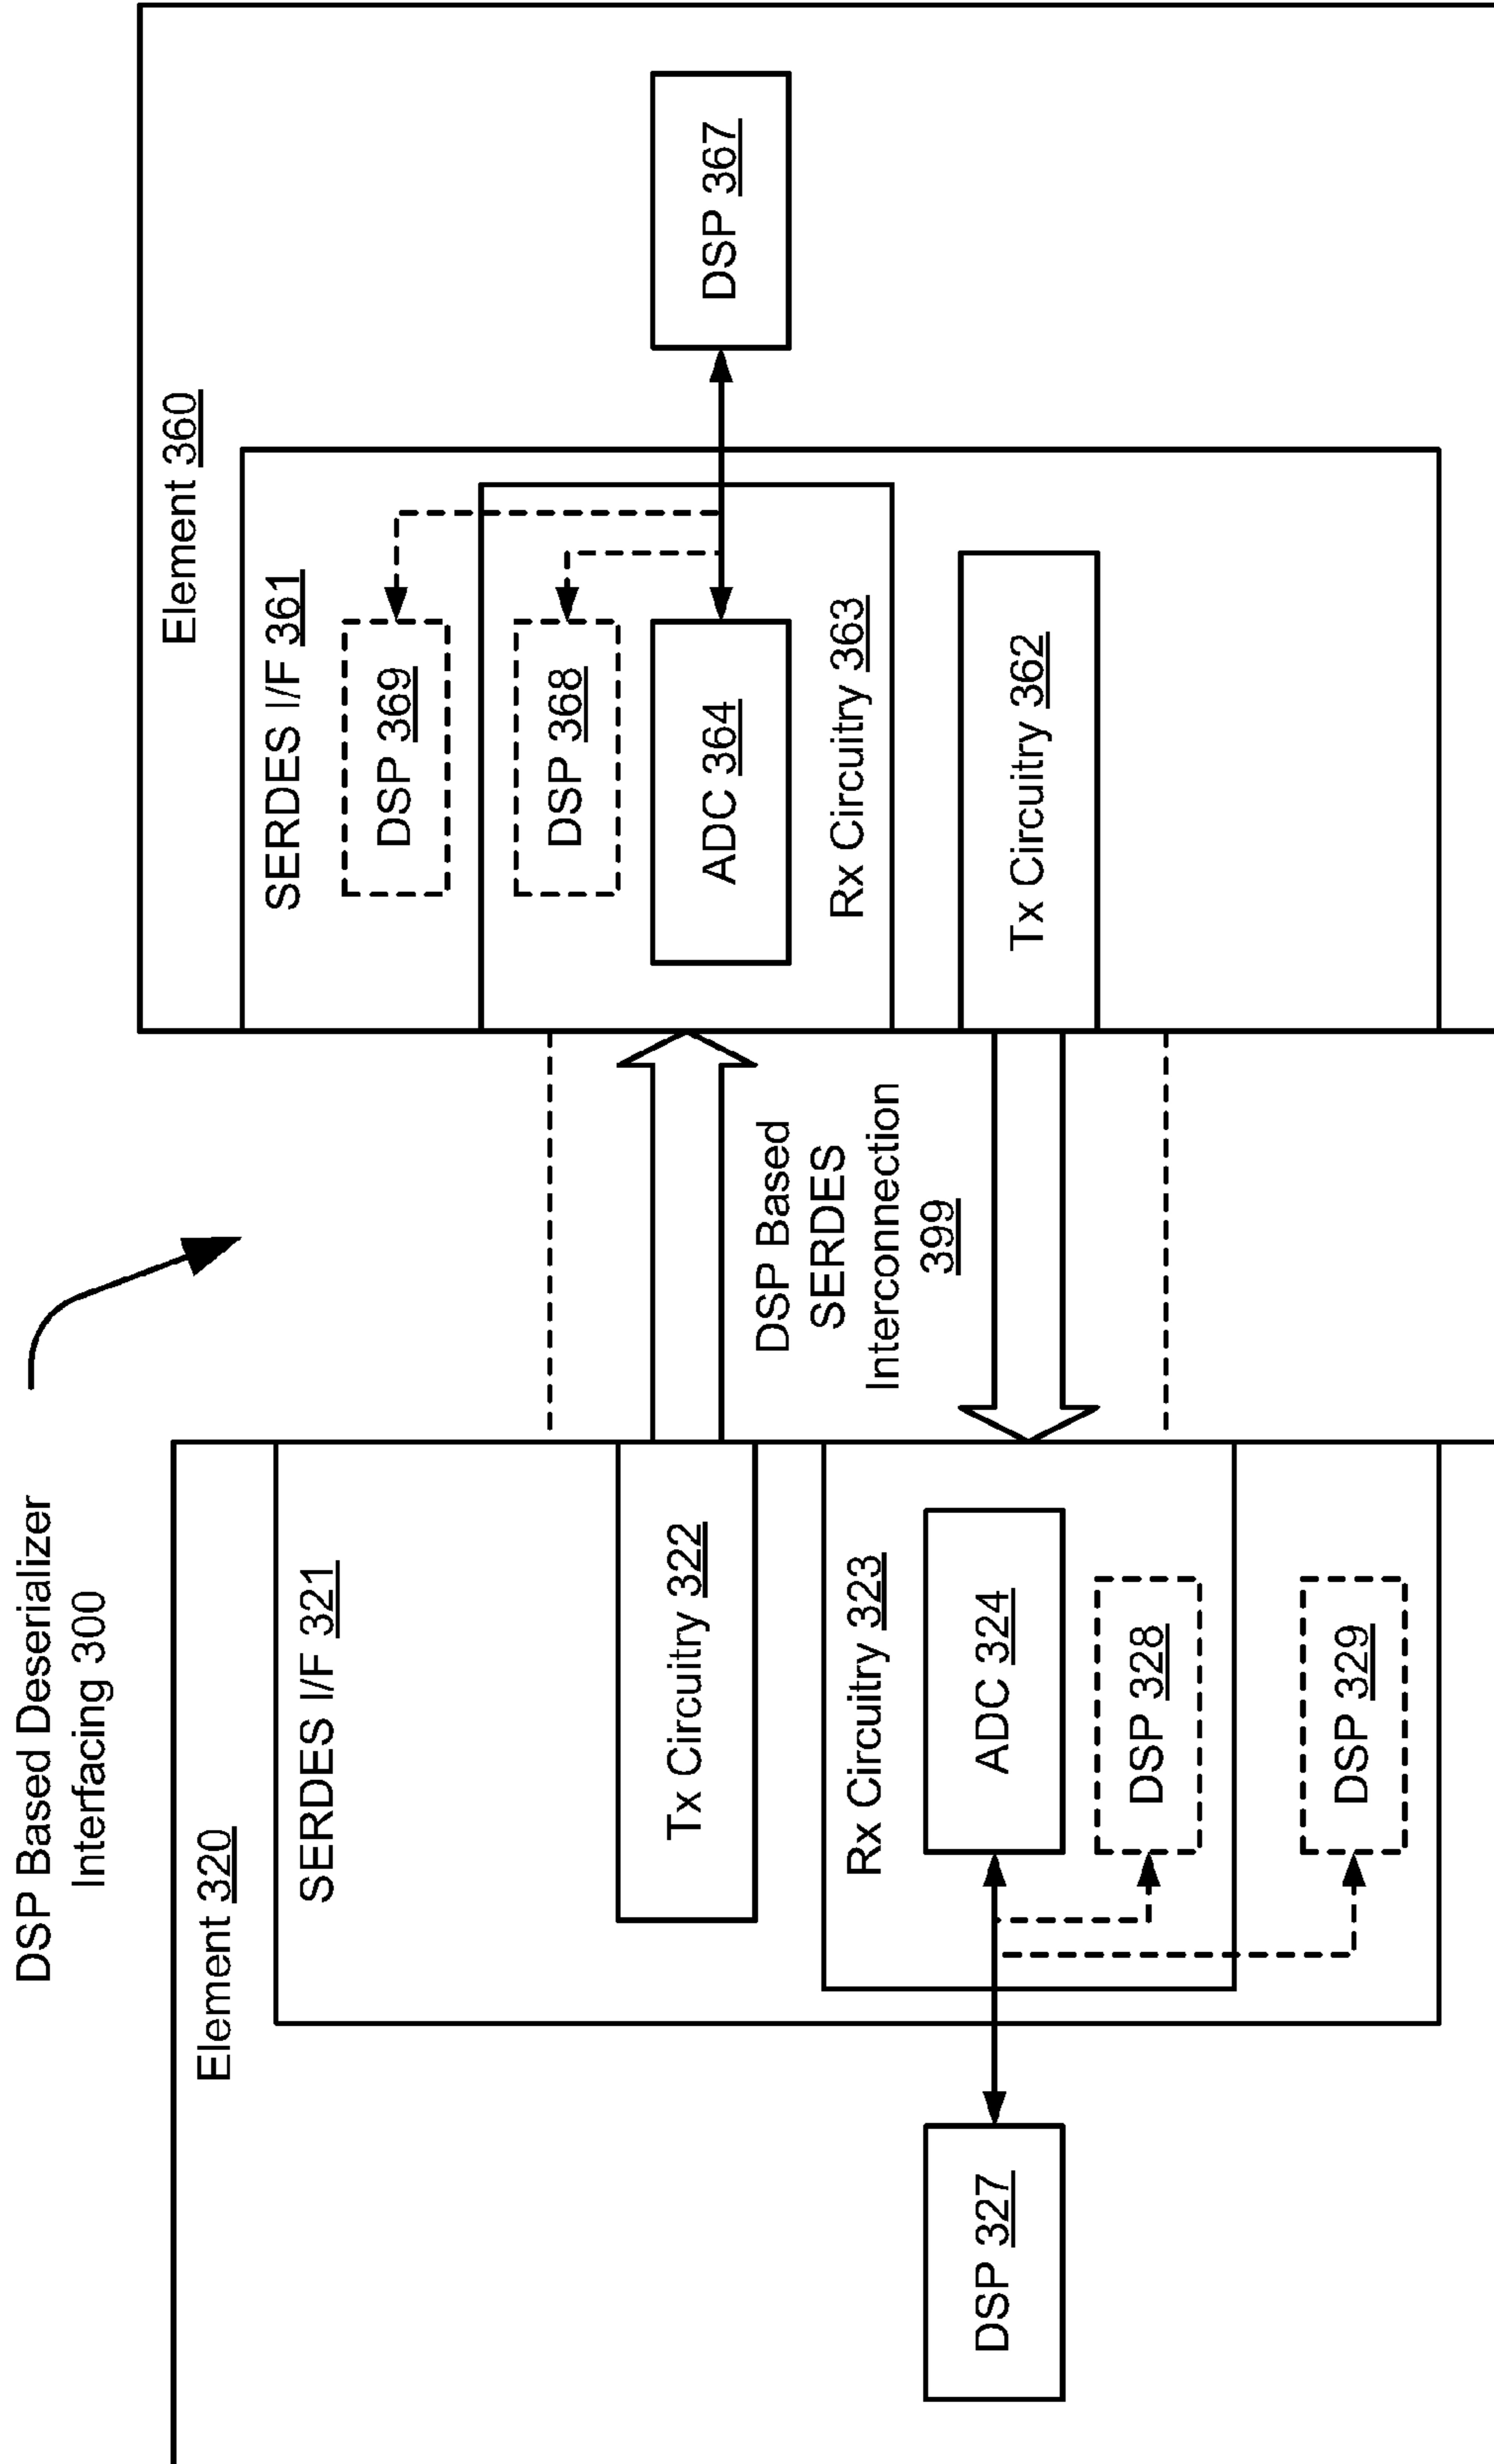 DSP Based Deserializer
Interfacing 300
Element 320
SERDES I/F 321
Tx Circuitry 322
Rx Circuitry 323
ADC 324
DSP 328
DSP 329
DSP 327
DSP Based
SERDES
Interconnection
399
Element 360
SERDES I/F 361
DSP 369
DSP 368
ADC 364
Rx Circuitry 363
Tx Circuitry 362
DSP 367